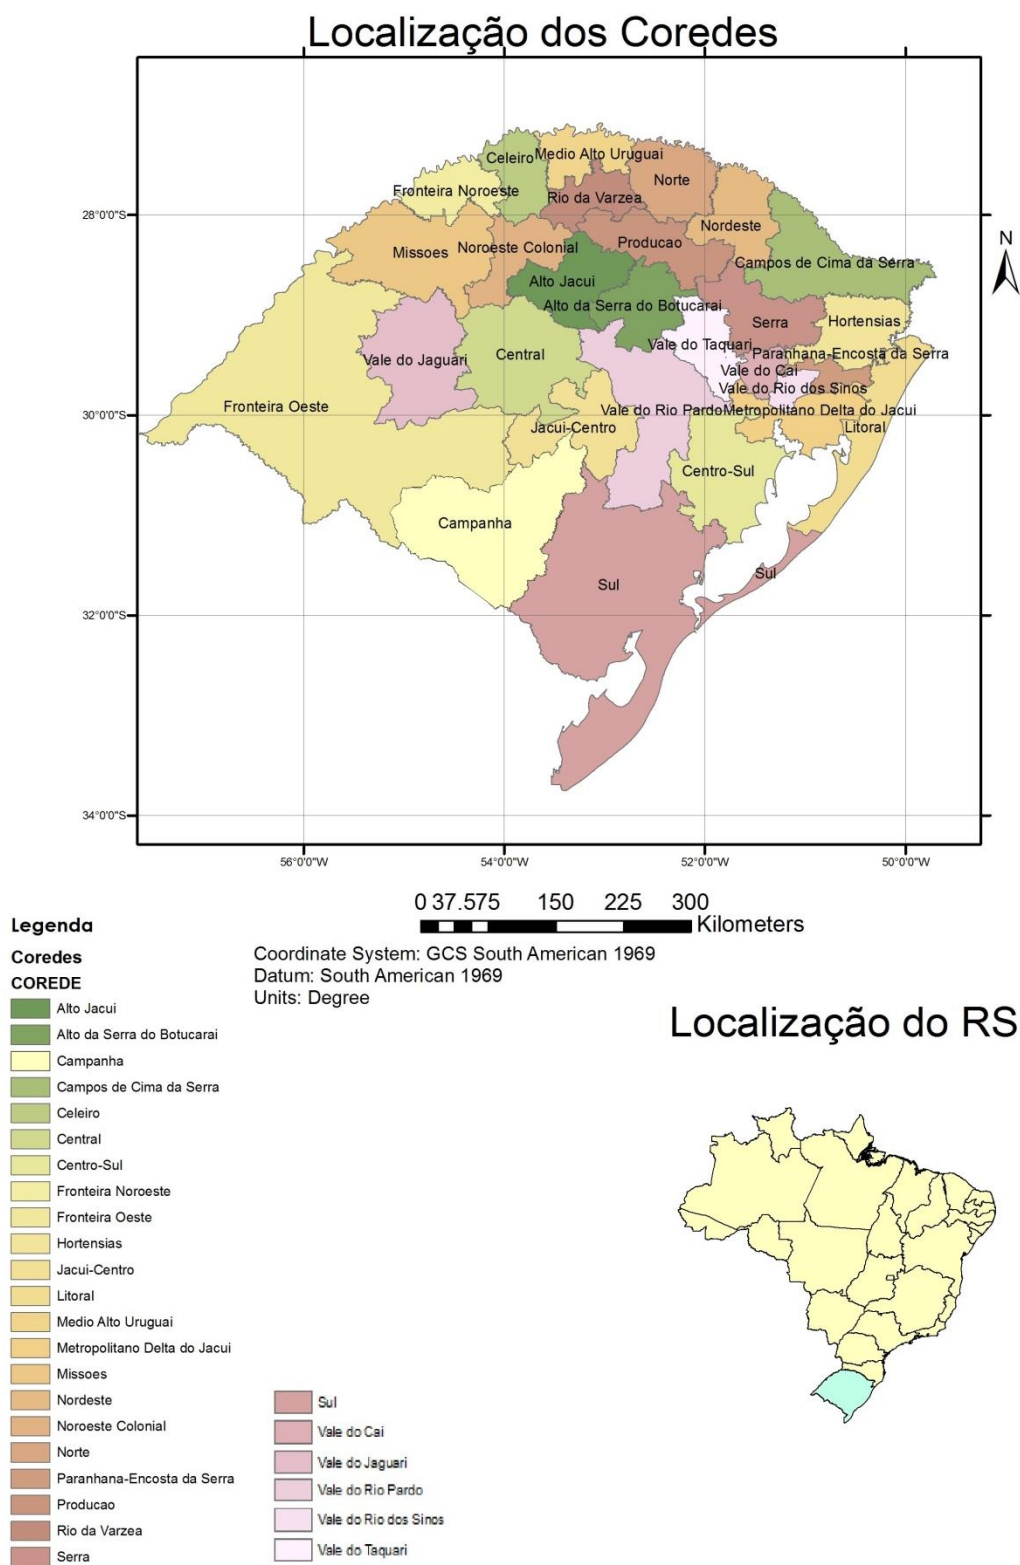 Localização dos Coredes
Celeiro
Medio Alto Uruguai
Norte
Fronteira Noroeste
Rio da Varzea
28°0'0"S
Nordeste
N
Missoes
Noroeste Colonial
Producao
Campos de Cima da Serra
Alto Jacui
Alto da Serra do Botucarai
Serra
Hortensias
Vale do Taquari
Vale do Jaguari
Central
Paranhana-Encosta da Serra
Vale do Cai
Vale do Rio dos Sinos
Fronteira Oeste
Vale do Rio Pardo
Metropolitano Delta do Jacui
30°0'0"S
Jacui-Centro
Litoral
Centro-Sul
Campanha
Sul
Sul
32°0'0"S
34°0'0"S
56°0'0"W
54°0'0"W
52°0'0"W
50°0'0"W
0 37.575 150 225 300
Kilometers
Coordinate System: GCS South American 1969
Datum: South American 1969
Units: Degree
Legenda
Coredes
COREDE
Alto Jacui
Alto da Serra do Botucarai
Campanha
Campos de Cima da Serra
Celeiro
Central
Centro-Sul
Fronteira Noroeste
Fronteira Oeste
Hortensias
Jacui-Centro
Litoral
Medio Alto Uruguai
Metropolitano Delta do Jacui
Missoes
Nordeste
Noroeste Colonial
Norte
Paranhana-Encosta da Serra
Producao
Rio da Varzea
Serra
Sul
Vale do Cai
Vale do Jaguari
Vale do Rio Pardo
Vale do Rio dos Sinos
Vale do Taquari
Localização do RS